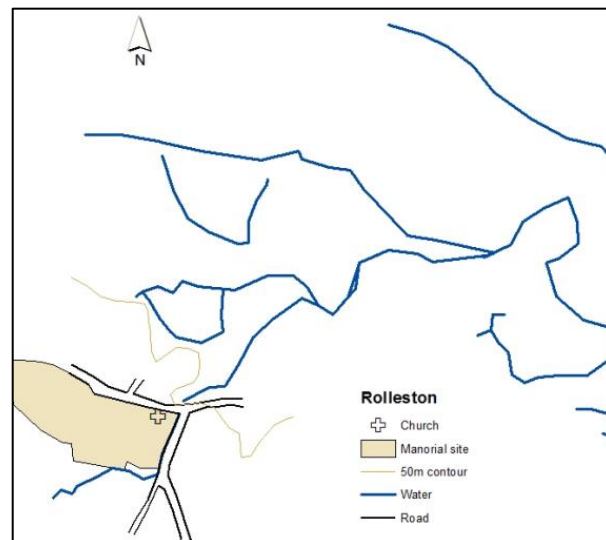 N
Rolleston
Church
Manorial site
50m contour
Water
Road